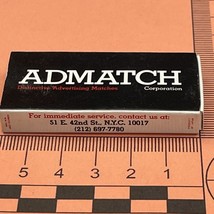 ADMATCH
Distinctive Advertising Matches Corporation
For immediate service, contact us at:
51 E. 42nd St., N.Y.C. 10017
(212) 697-7780
5 4 3 2 1